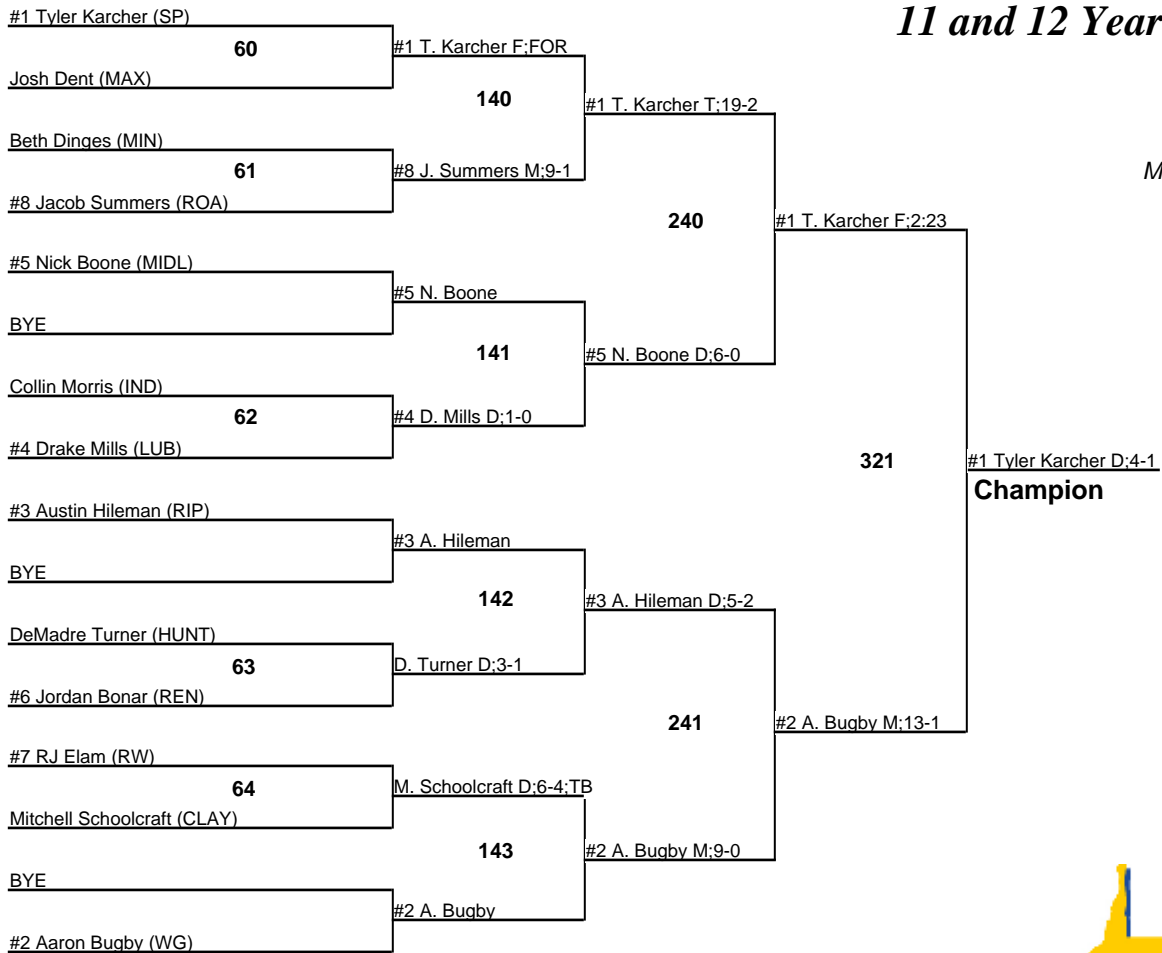 #1 Tyler Karcher (SP)
11 and 12 Year
60
#1 T. Karcher F;FOR
Josh Dent (MAX)
140
#1 T. Karcher T;19-2
Beth Dinges (MIN)
61
#8 J. Summers M;9-1
M
#8 Jacob Summers (ROA)
240
#1 T. Karcher F;2:23
#5 Nick Boone (MIDL)
#5 N. Boone
BYE
141
#5 N. Boone D;6-0
Collin Morris (IND)
62
#4 D. Mills D;1-0
#4 Drake Mills (LUB)
321
#1 Tyler Karcher D;4-1
Champion
#3 Austin Hileman (RIP)
#3 A. Hileman
BYE
142
#3 A. Hileman D;5-2
DeMadre Turner (HUNT)
63
D. Turner D;3-1
#6 Jordan Bonar (REN)
241
#2 A. Bugby M;13-1
#7 RJ Elam (RW)
64
M. Schoolcraft D;6-4;TB
Mitchell Schoolcraft (CLAY)
143
#2 A. Bugby M;9-0
BYE
#2 A. Bugby
#2 Aaron Bugby (WG)